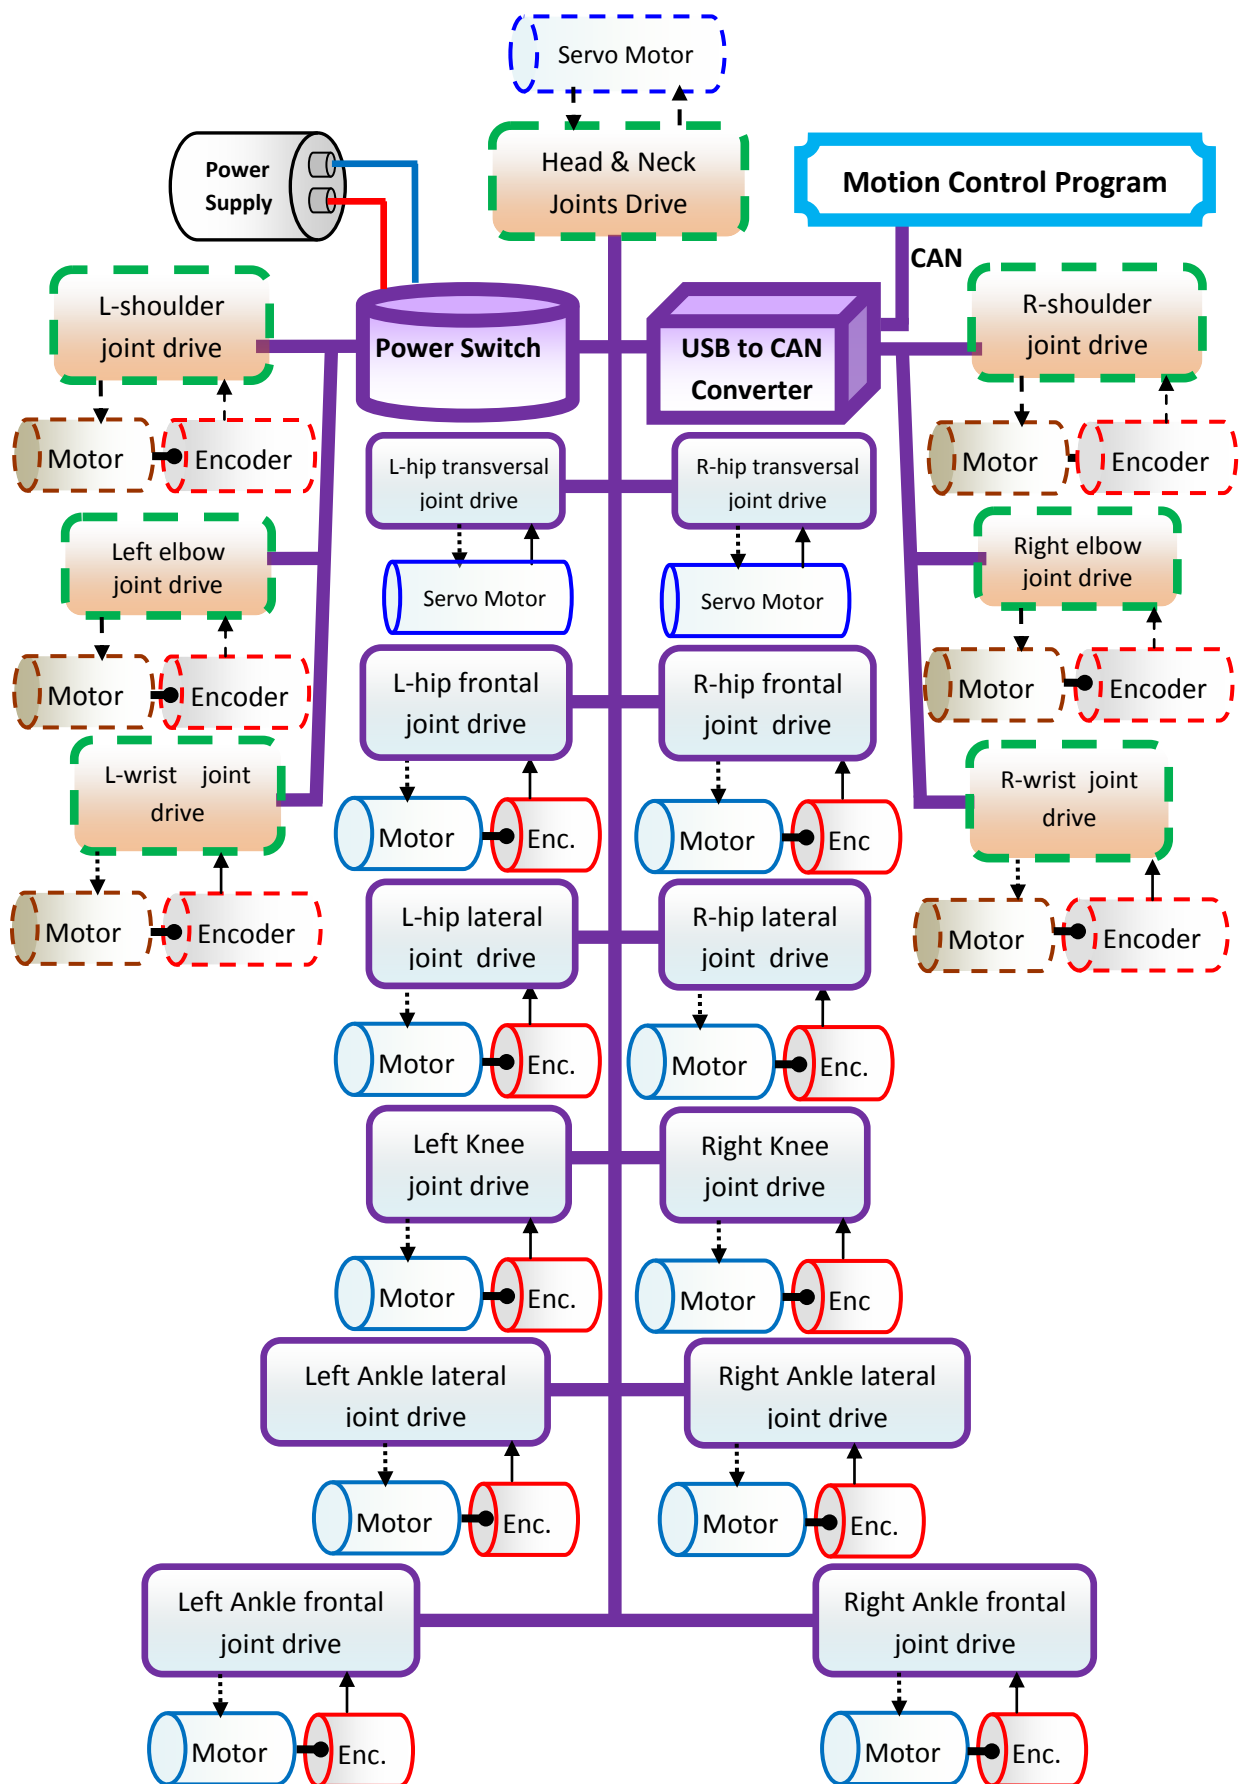 Servo Motor
Power
Supply
Head & Neck
Joints Drive
Motion Control Program
CAN
L-shoulder
joint drive
Power Switch
USB to CAN
Converter
R-shoulder
joint drive
Motor
Encoder
Motor
Encoder
L-hip transversal
joint drive
R-hip transversal
joint drive
Left elbow
joint drive
Right elbow
joint drive
Servo Motor
Servo Motor
Motor
Encoder
Motor
Encoder
L-hip frontal
joint drive
R-hip frontal
joint drive
L-wrist joint
drive
R-wrist joint
drive
Motor
Enc.
Motor
Enc
Motor
Encoder
Motor
Encoder
L-hip lateral
joint drive
R-hip lateral
joint drive
Motor
Enc.
Motor
Enc.
Left Knee
joint drive
Right Knee
joint drive
Motor
Enc.
Motor
Enc
Left Ankle lateral
joint drive
Right Ankle lateral
joint drive
Motor
Enc.
Motor
Enc.
Left Ankle frontal
joint drive
Right Ankle frontal
joint drive
Motor
Enc.
Motor
Enc.